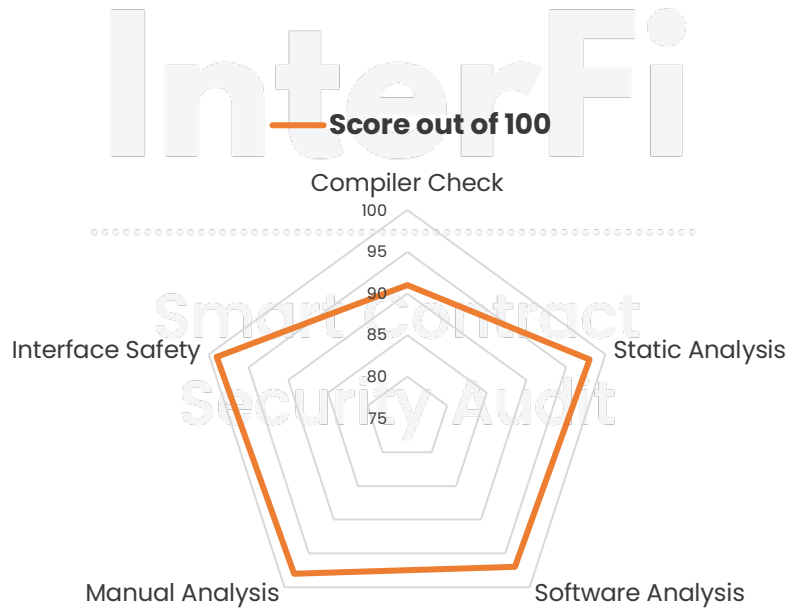 InterFi
Score out of 100
Compiler Check
100
95
90
Smart Contract
85
Interface Safety
Static Analysis
80
Security Audit
75
Manual Analysis
Software Analysis